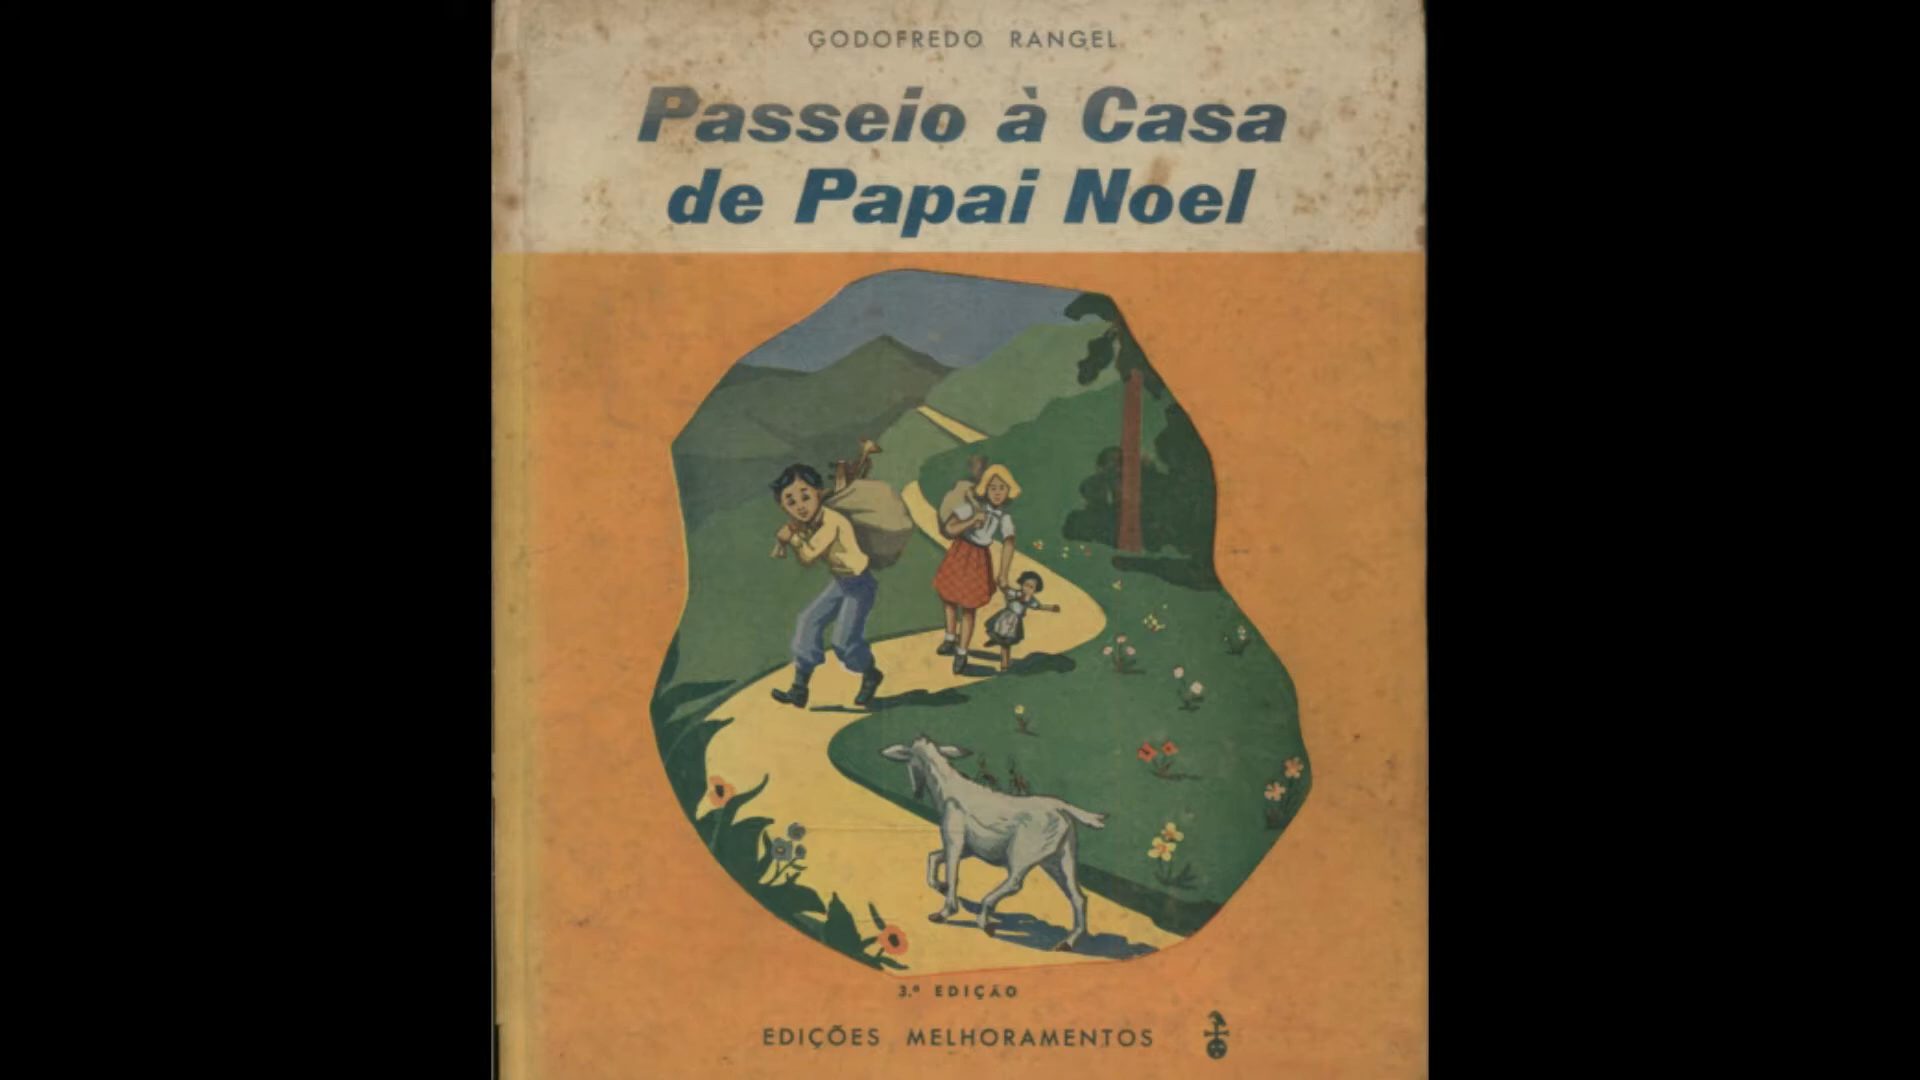 GODOFREDO RANGEL
Passeio à Casa
de Papai Noel
3.ª EDIÇÃO
EDIÇÕES MELHORAMENTOS